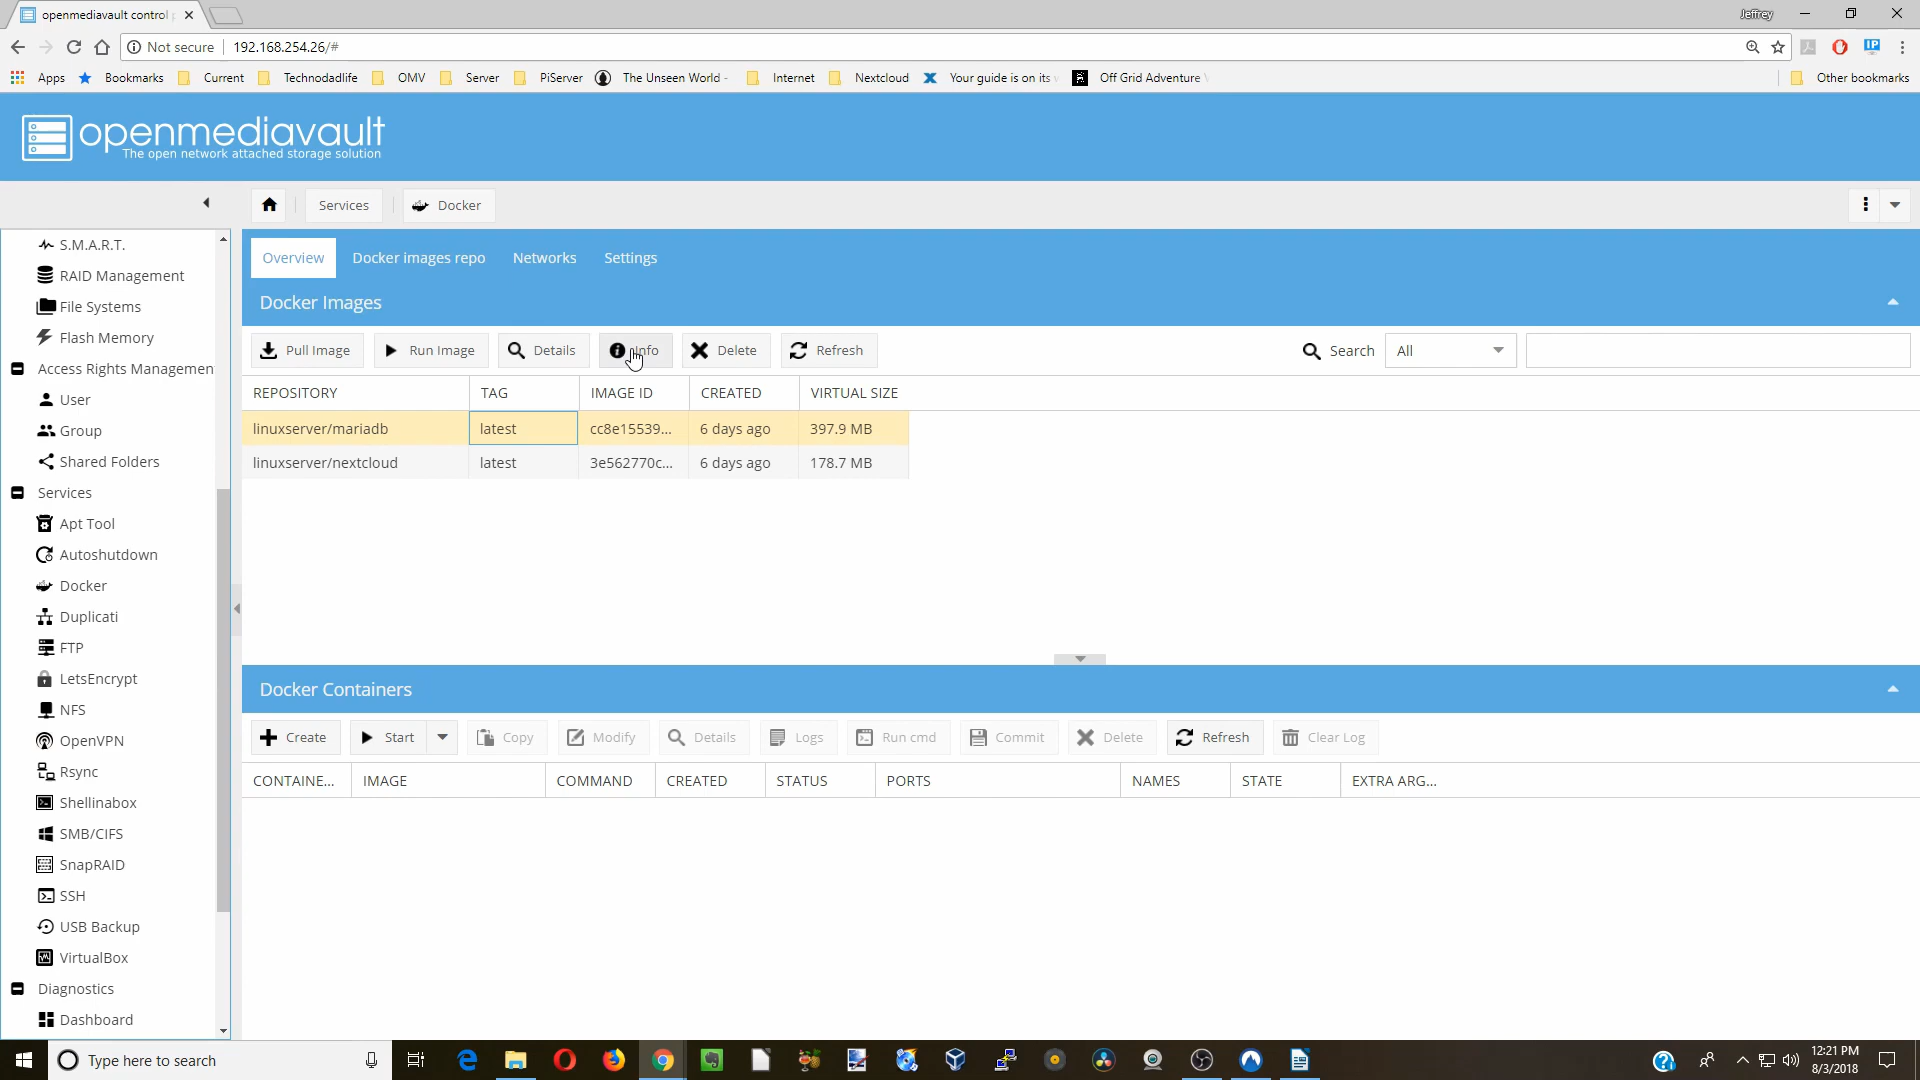 openmediavault control
Jeffrey
Not secure
192.168.254.26/#
IP
Apps
Bookmarks
Current
Technodadlife
OMV
Server
PiServer
The Unseen World -
Internet
Nextcloud
Your guide is on its
Off Grid Adventure
Other bookmarks
openmediavault
The open network attached storage solution
Services
Docker
S.M.A.R.T.
RAID Management
File Systems
Flash Memory
Access Rights Managemen
User
Group
Shared Folders
Services
Apt Tool
Autoshutdown
Docker
Duplicati
FTP
LetsEncrypt
NFS
OpenVPN
Rsync
Shellinabox
SMB/CIFS
SnapRAID
SSH
USB Backup
VirtualBox
Diagnostics
Dashboard
Overview
Docker images repo
Networks
Settings
Docker Images
Pull Image
Run Image
Details
Info
Delete
Refresh
Search
All
REPOSITORY
TAG
IMAGE ID
CREATED
VIRTUAL SIZE
linuxserver/mariadb
latest
cc8e15539...
6 days ago
397.9 MB
linuxserver/nextcloud
latest
3e562770c...
6 days ago
178.7 MB
Docker Containers
Create
Start
Copy
Modify
Details
Logs
Run cmd
Commit
Delete
Refresh
Clear Log
CONTAINE...
IMAGE
COMMAND
CREATED
STATUS
PORTS
NAMES
STATE
EXTRA ARG...
Type here to search
12:21 PM
8/3/2018